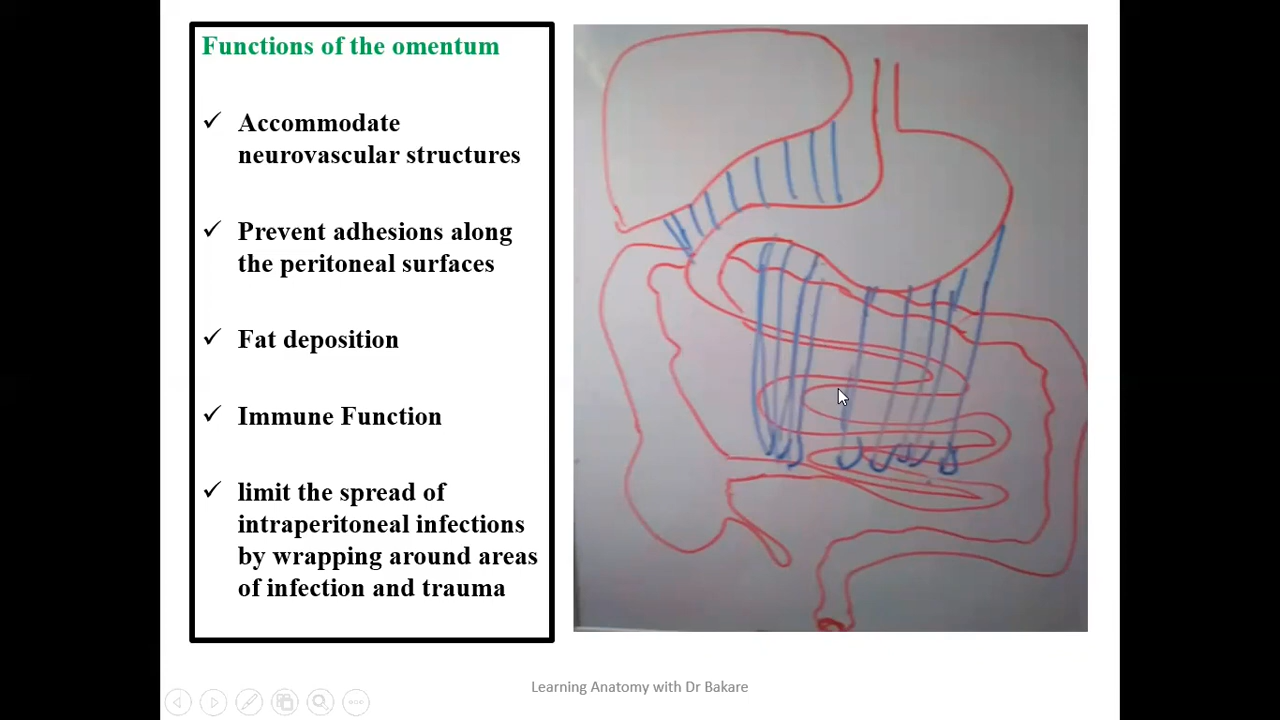 Functions of the omentum
✓ Accommodate
neurovascular structures
✓ Prevent adhesions along
the peritoneal surfaces
✓ Fat deposition
✓ Immune Function
✓ limit the spread of
intraperitoneal infections
by wrapping around areas
of infection and trauma
Learning Anatomy with Dr Bakare